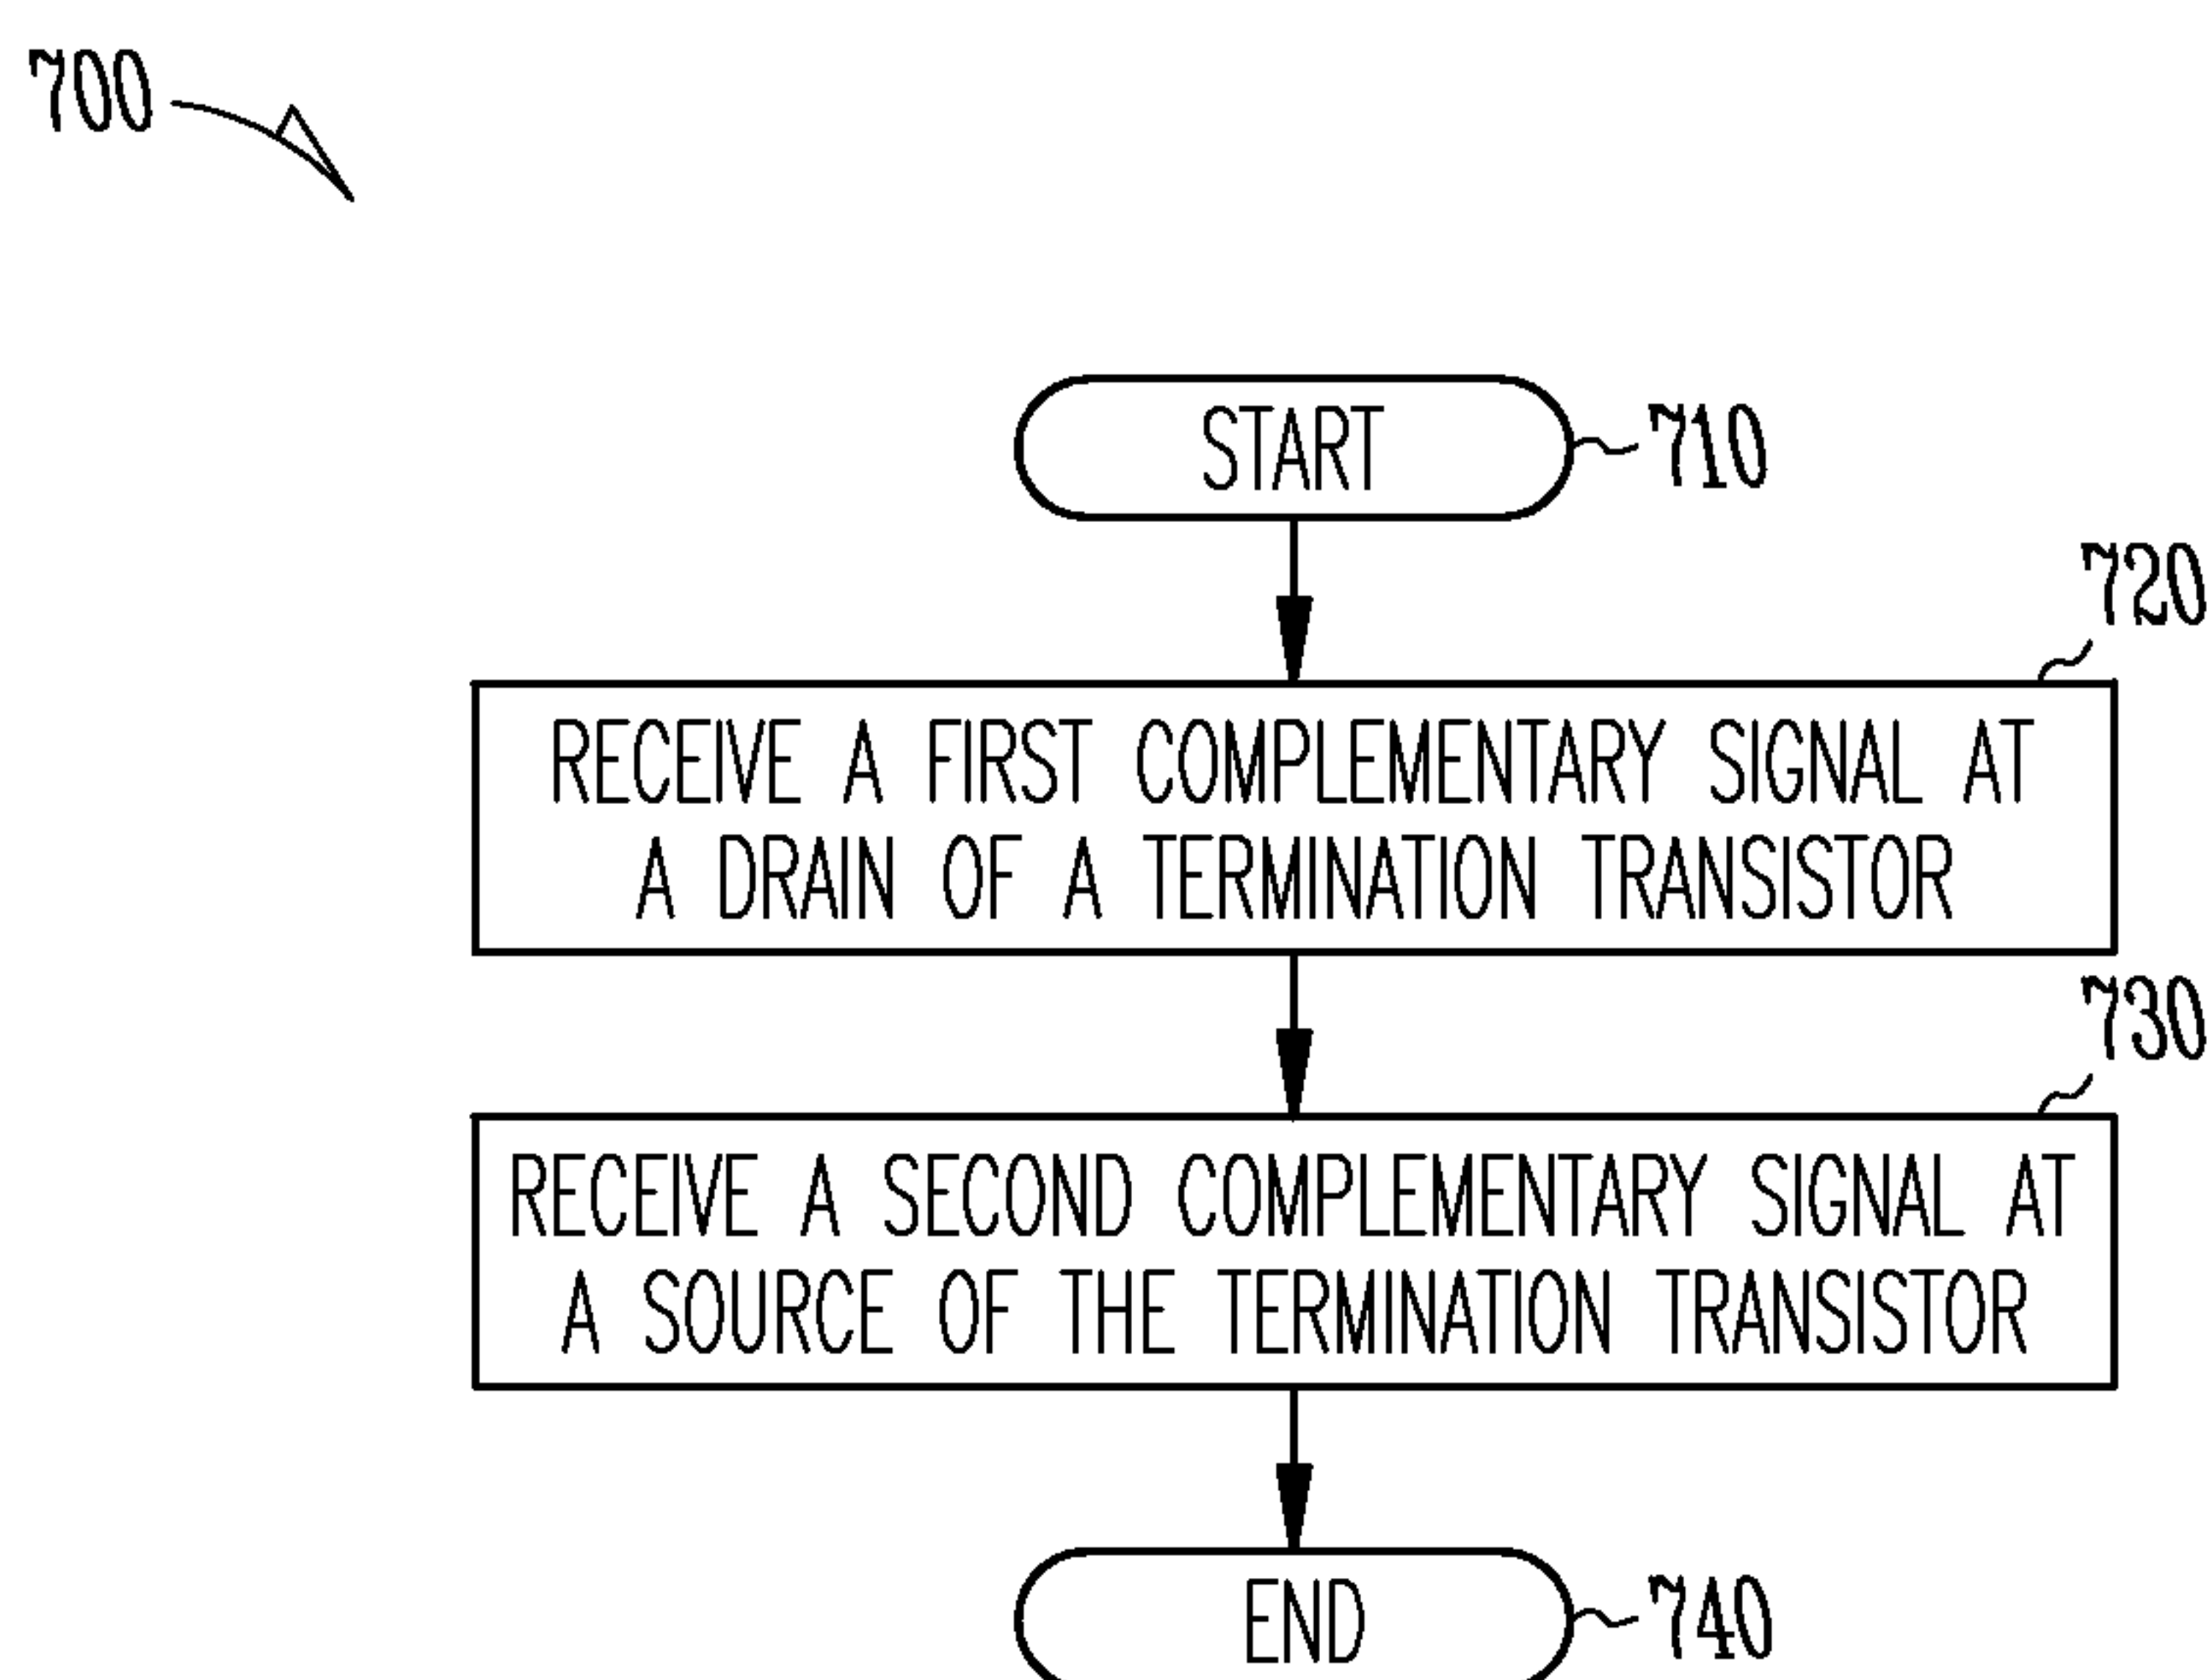 700
START
710
720
RECEIVE A FIRST COMPLEMENTARY SIGNAL AT
A DRAIN OF A TERMINATION TRANSISTOR
730
RECEIVE A SECOND COMPLEMENTARY SIGNAL AT
A SOURCE OF THE TERMINATION TRANSISTOR
END
740